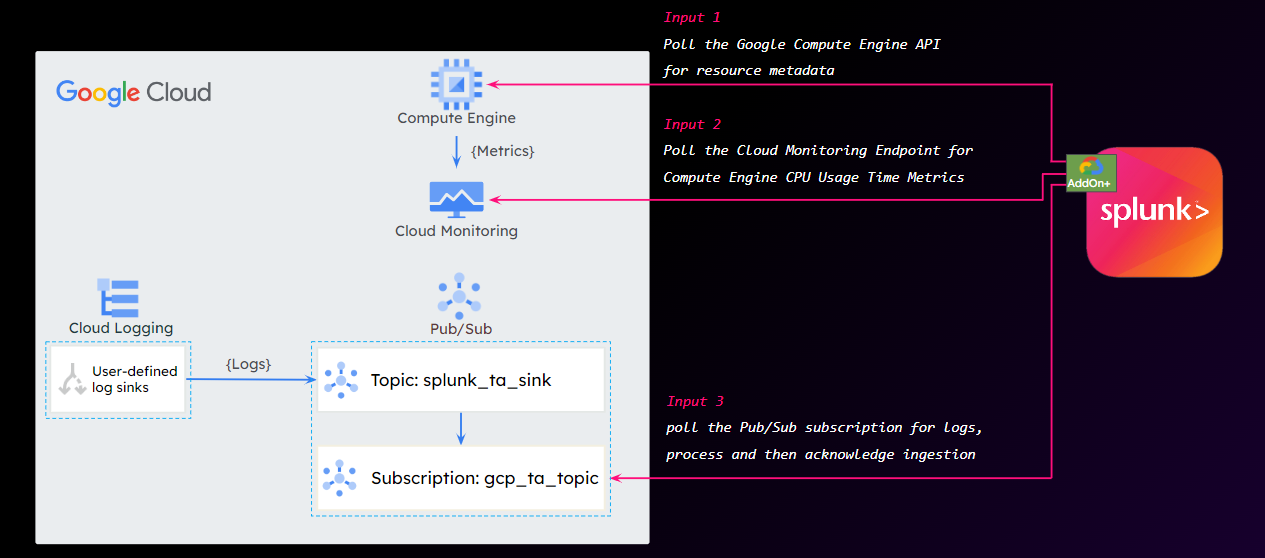 Google Cloud
Compute Engine
{Metrics}
Cloud Monitoring
Cloud Logging
User-defined
log sinks
{Logs}
Pub/Sub
Topic: splunk_ta_sink
Subscription: gcp_ta_topic
Input 1
Poll the Google Compute Engine API
for resource metadata
Input 2
Poll the Cloud Monitoring Endpoint for
Compute Engine CPU Usage Time Metrics
Input 3
poll the Pub/Sub subscription for logs,
process and then acknowledge ingestion
AddOn+
splunk>